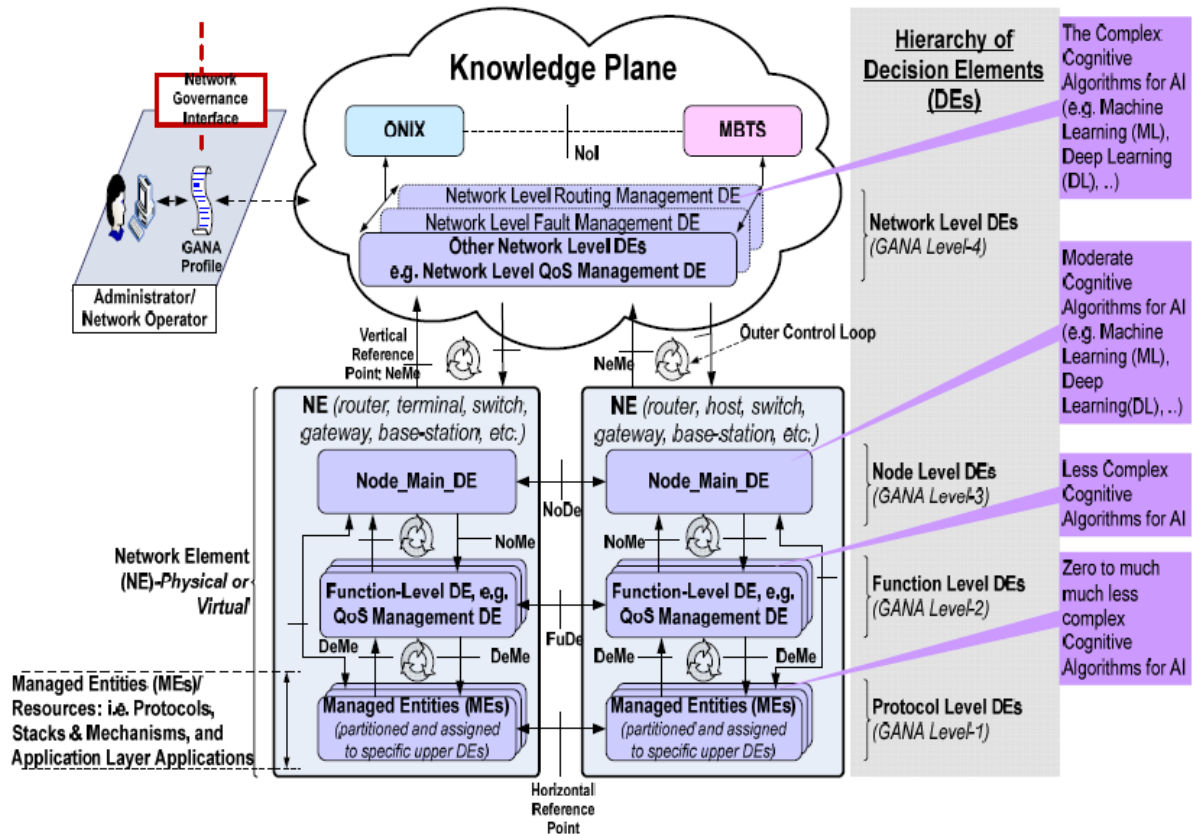 Network
Governance
Interface
GANA
Profile
Administrator/
Network Operator
Knowledge Plane
ONIX
MBTS
NoI
Network Level Routing Management DE
Network Level Fault Management DE
Other Network Level DEs
e.g. Network Level QoS Management DE
Vertical
Reference
Point; NeMe
NeMe
Outer Control Loop
NE (router, terminal, switch,
gateway, base-station, etc.)
Node_Main_DE
NoMe
Function-Level DE, e.g.
QoS Management DE
DeMe
DeMe
Managed Entities (MEs)
(partitioned and assigned
to specific upper DEs)
NoDe
FuDe
Horizontal
Reference
Point
NE (router, host, switch,
gateway, base-station, etc.)
Node_Main_DE
NoMe
Function-Level DE, e.g.
QoS Management DE
DeMe
DeMe
Managed Entities (MEs)
(partitioned and assigned
to specific upper DEs)
Network Element
(NE)-Physical or
Virtual
Managed Entities (MEs)/
Resources: i.e. Protocols,
Stacks & Mechanisms, and
Application Layer Applications
Hierarchy of
Decision Elements
(DEs)
Network Level DEs
(GANA Level-4)
Node Level DEs
(GANA Level-3)
Function Level DEs
(GANA Level-2)
Protocol Level DEs
(GANA Level-1)
The Complex
Cognitive
Algorithms for AI
(e.g. Machine
Learning (ML),
Deep Learning
(DL), ..)
Moderate
Cognitive
Algorithms for AI
(e.g. Machine
Learning (ML),
Deep
Learning(DL), ..)
Less Complex
Cognitive
Algorithms for AI
Zero to much
much less
complex
Cognitive
Algorithms for AI